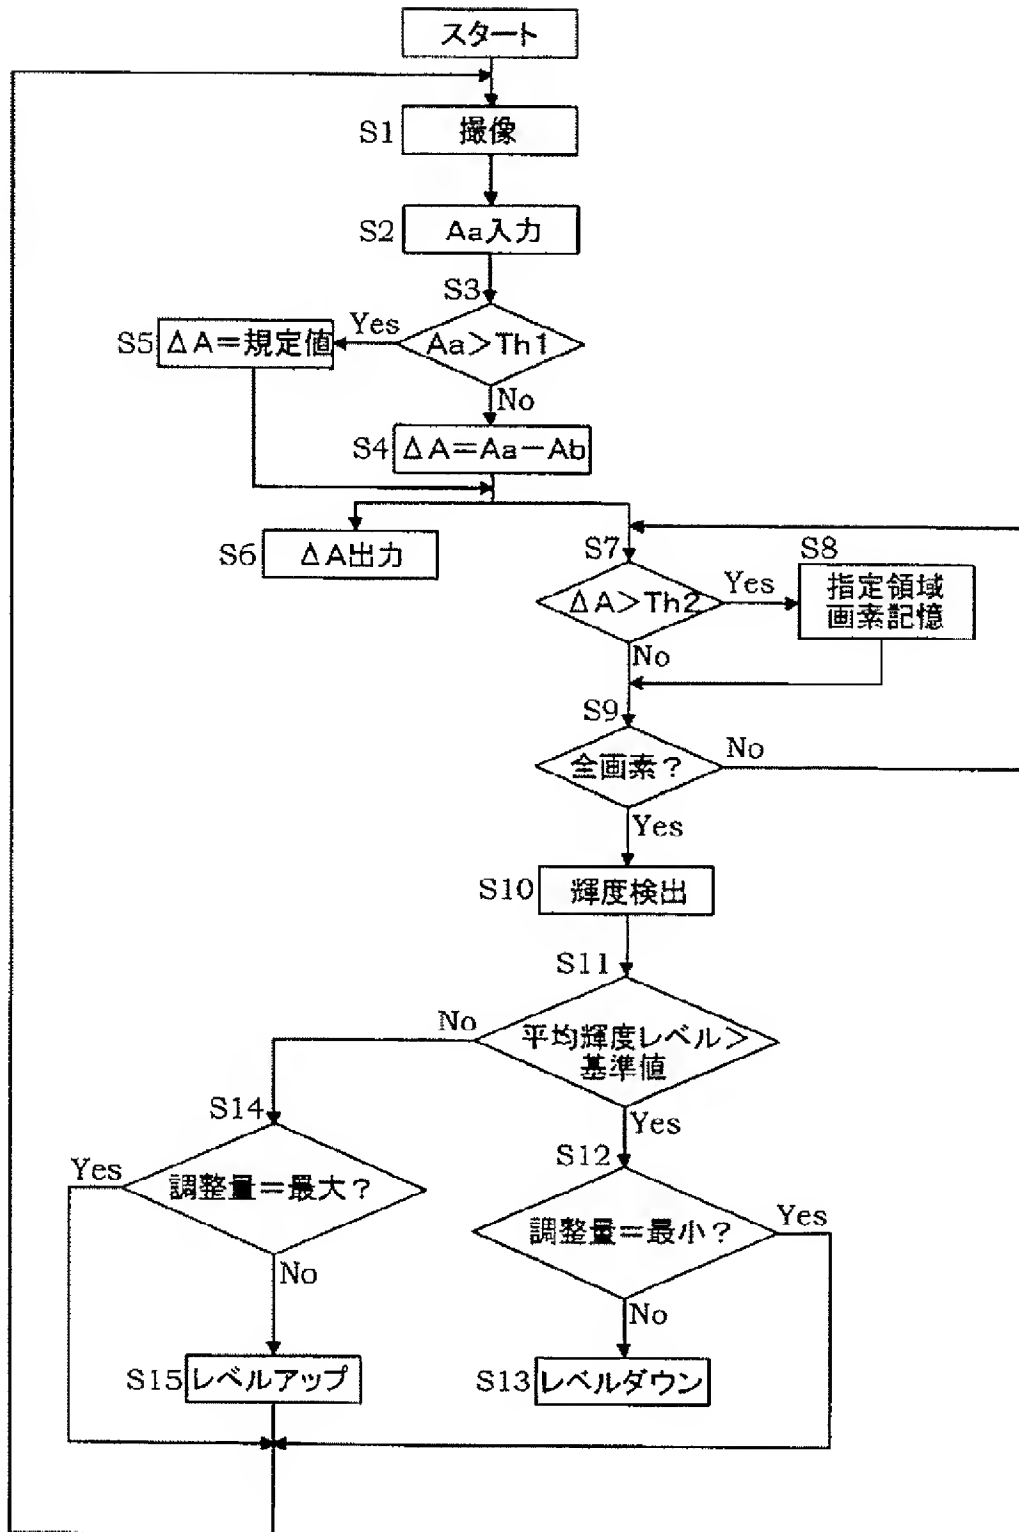 スタート
S1 撮像
S2 Aa入力
S3
Aa>Th1
Yes
No
S5 ΔA=規定値
S4 ΔA=Aa-Ab
S6 ΔA出力
S7
ΔA>Th2
Yes
No
S8
指定領域
画素記憶
S9
全画素?
No
Yes
S10 輝度検出
S11
平均輝度レベル>
基準値
No
Yes
S14
調整量=最大?
Yes
No
S12
調整量=最小?
Yes
No
S15 レベルアップ
S13 レベルダウン